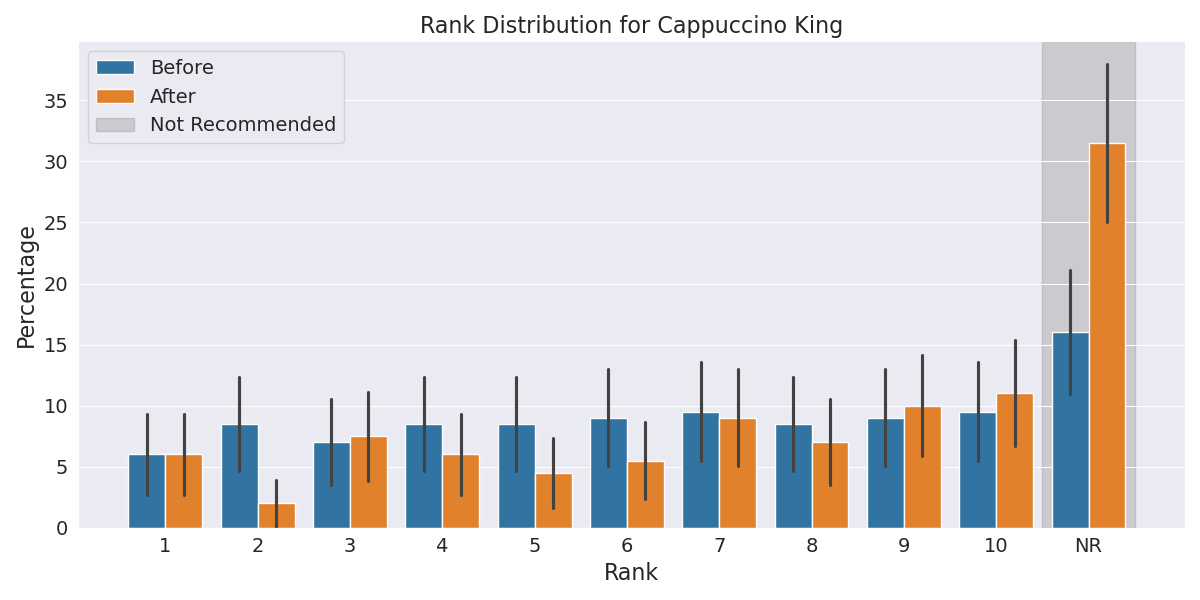 Rank Distribution for Cappuccino King
Before
After
Not Recommended
Percentage
35
30
25
20
15
10
5
0
1 2 3 4 5 6 7 8 9 10 NR
Rank